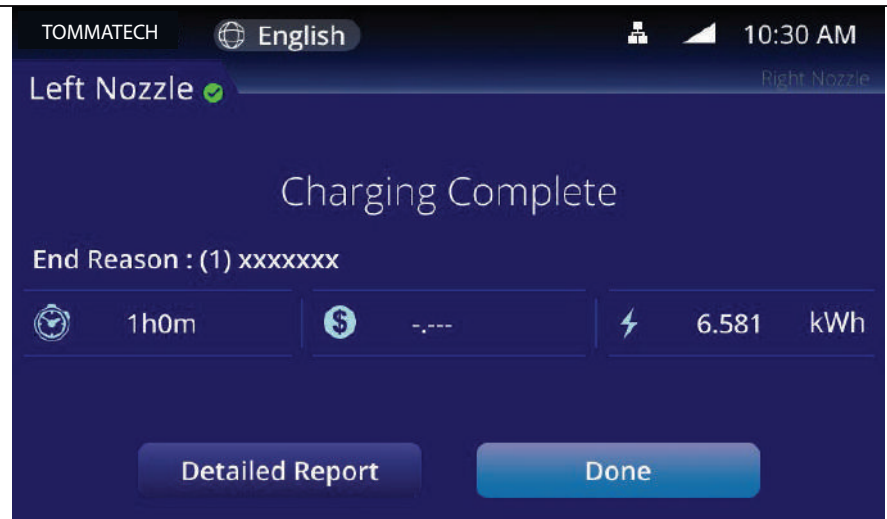 TOMMATECH English 10:30 AM
Left Nozzle Right Nozzle
Charging Complete
End Reason : (1) xxxxxxx
1h0m $ -.--- 6.581 kWh
Detailed Report Done